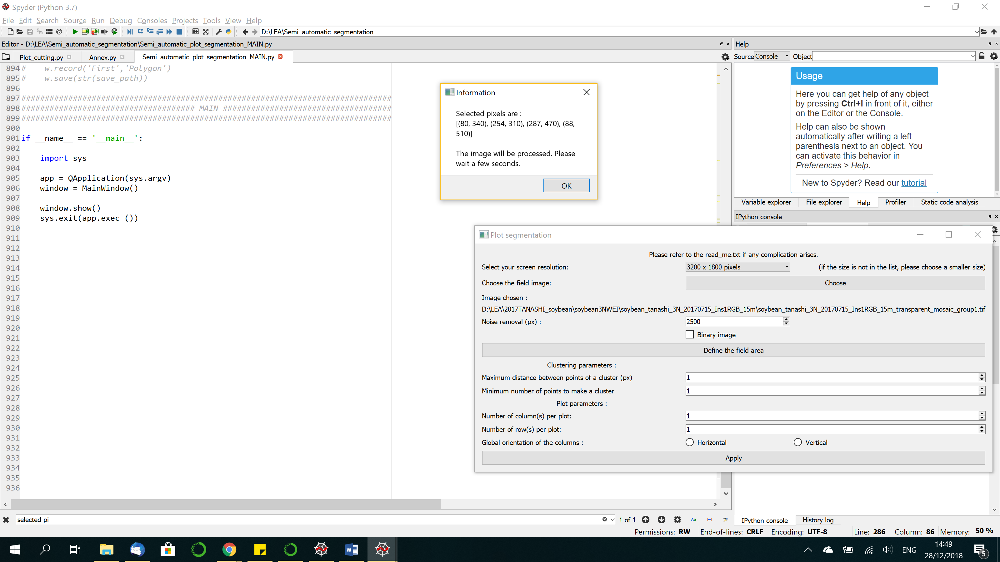 Spyder (Python 3.7)
File Edit Search Source Run Debug Consoles Projects Tools View Help
D:\LEA\Semi_automatic_segmentation
Editor - D:\LEA\Semi_automatic_segmentation\Semi_automatic_plot_segmentation_MAIN.py
Plot_cutting.py Annex.py Semi_automatic_plot_segmentation_MAIN.py
894 #    w.record('First','Polygon')
895 #    w.save(str(save_path))
896
897 ###############################################################################
898 ##################################### MAIN ####################################
899 ###############################################################################
900
901 if __name__ == '__main__':
902
903     import sys
904
905     app = QApplication(sys.argv)
906     window = MainWindow()
907
908     window.show()
909     sys.exit(app.exec_())
910
911
912
913
914
915
916
917
918
919
920
921
922
923
924
925
926
927
928
929
930
931
932
933
934
935
936
Information
Selected pixels are :
[(80, 340), (254, 310), (287, 470), (88,
510)]
The image will be processed. Please
wait a few seconds.
OK
Help
Source Console Object
Usage
Here you can get help of any object
by pressing Ctrl+I in front of it, either
on the Editor or the Console.
Help can also be shown
automatically after writing a left
parenthesis next to an object. You
can activate this behavior in
Preferences > Help.
New to Spyder? Read our tutorial
Variable explorer File explorer Help Profiler Static code analysis
IPython console
Plot segmentation
Please refer to the read_me.txt if any complication arises.
Select your screen resolution: 3200 x 1800 pixels (if the size is not in the list, please choose a smaller size)
Choose the field image: Choose
Image chosen :
D:\LEA\2017TANASHI_soybean\soybean3NWEI\soybean_tanashi_3N_20170715_Ins1RGB_15m\soybean_tanashi_3N_20170715_Ins1RGB_15m_transparent_mosaic_group1.tif
Noise removal (px) : 2500
Binary image
Define the field area
Clustering parameters :
Maximum distance between points of a cluster (px) 1
Minimum number of points to make a cluster 1
Plot parameters :
Number of column(s) per plot: 1
Number of row(s) per plot: 1
Global orientation of the columns : Horizontal Vertical
Apply
selected pi 1 of 1 Aa
IPython console History log
Permissions: RW End-of-lines: CRLF Encoding: UTF-8 Line: 286 Column: 86 Memory: 50 %
ENG 14:49
28/12/2018
5